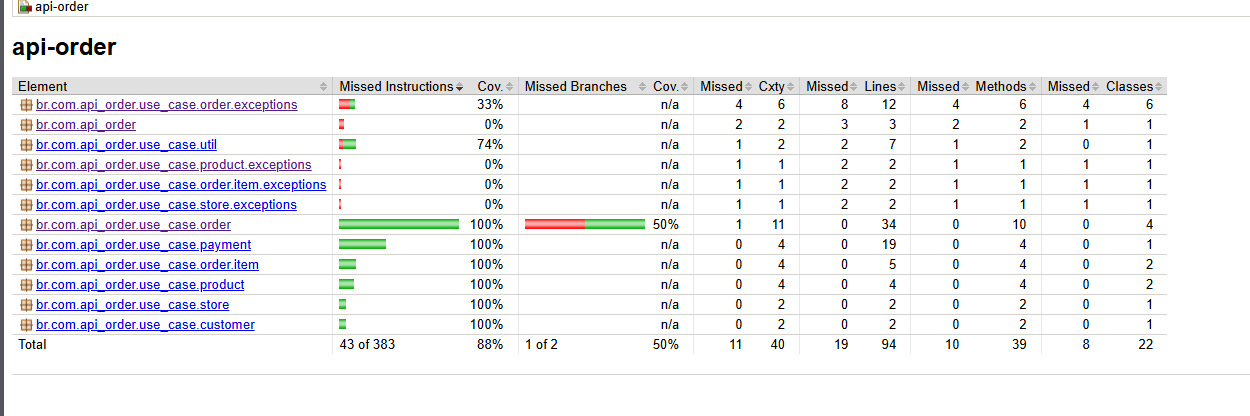 api-order
api-order
Element Missed Instructions Cov. Missed Branches Cov. Missed Cxty Missed Lines Missed Methods Missed Classes
br.com.api_order.use_case.order.exceptions 33% n/a 4 6 8 12 4 6 4 6
br.com.api_order 0% n/a 2 2 3 3 2 2 1 1
br.com.api_order.use_case.util 74% n/a 1 2 2 7 1 2 0 1
br.com.api_order.use_case.product.exceptions 0% n/a 1 1 2 2 1 1 1 1
br.com.api_order.use_case.order.item.exceptions 0% n/a 1 1 2 2 1 1 1 1
br.com.api_order.use_case.store.exceptions 0% n/a 1 1 2 2 1 1 1 1
br.com.api_order.use_case.order 100% 50% 1 11 0 34 0 10 0 4
br.com.api_order.use_case.payment 100% n/a 0 4 0 19 0 4 0 1
br.com.api_order.use_case.order.item 100% n/a 0 4 0 5 0 4 0 2
br.com.api_order.use_case.product 100% n/a 0 4 0 4 0 4 0 2
br.com.api_order.use_case.store 100% n/a 0 2 0 2 0 2 0 1
br.com.api_order.use_case.customer 100% n/a 0 2 0 2 0 2 0 1
Total 43 of 383 88% 1 of 2 50% 11 40 19 94 10 39 8 22